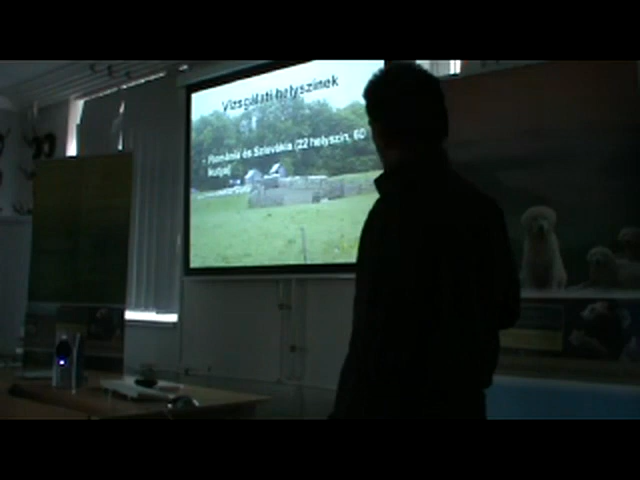 Vizsgálati helyszínek
- Románia és Szlovákia (22 helyszín, 60
kutya)